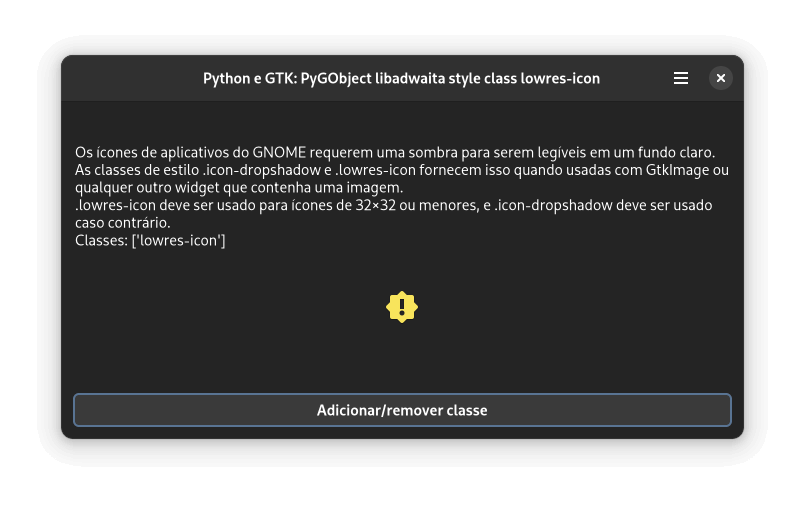 Python e GTK: PyGObject libadwaita style class lowres-icon
Os ícones de aplicativos do GNOME requerem uma sombra para serem legíveis em um fundo claro.
As classes de estilo .icon-dropshadow e .lowres-icon fornecem isso quando usadas com GtkImage ou
qualquer outro widget que contenha uma imagem.
.lowres-icon deve ser usado para ícones de 32×32 ou menores, e .icon-dropshadow deve ser usado
caso contrário.
Classes: ['lowres-icon']
Adicionar/remover classe